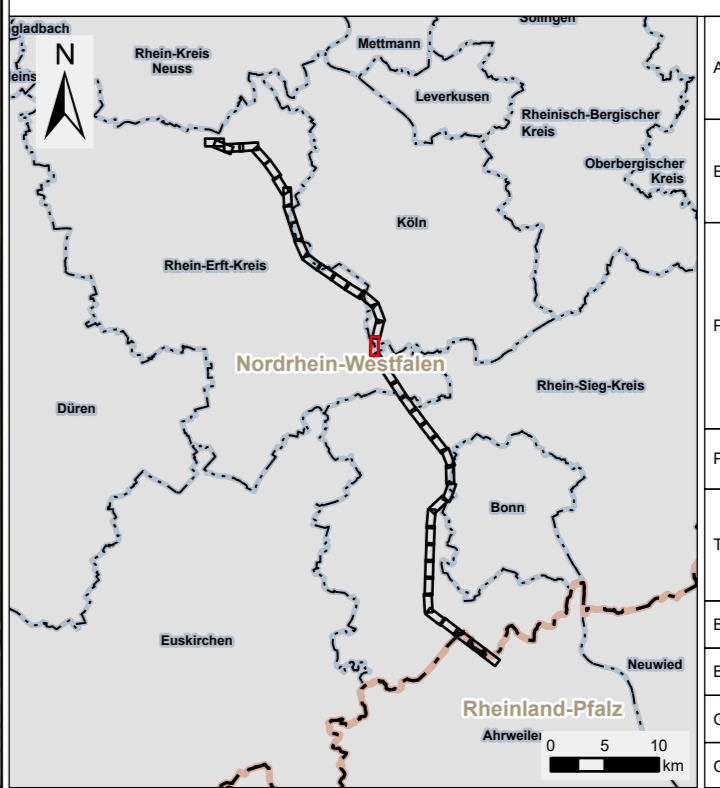 Solingen
gladbach
Mettmann
Rhein-Kreis
Neuss
N
Leverkusen
Rheinisch-Bergischer
Kreis
Oberbergischer
Kreis
Köln
Rhein-Erft-Kreis
Nordrhein-Westfalen
Rhein-Sieg-Kreis
Düren
Bonn
Euskirchen
Neuwied
Rheinland-Pfalz
Ahrweiler
0 5 10
km